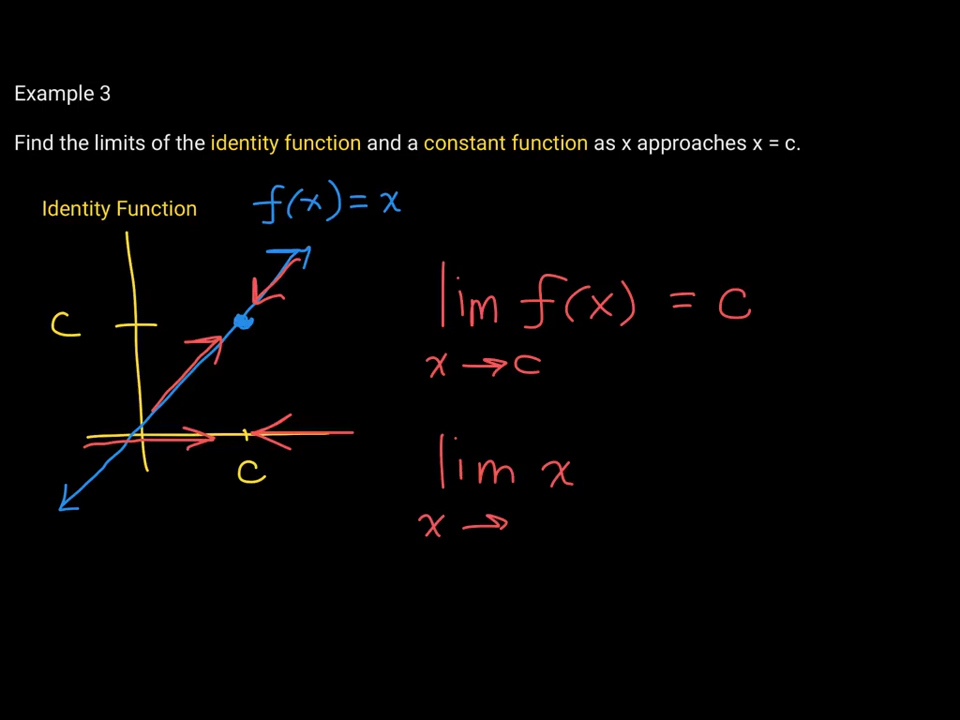 Example 3
Find the limits of the identity function and a constant function as x approaches x = c.
Identity Function
f(x) = x
lim f(x) = c
x → c
c
c
lim x
x →